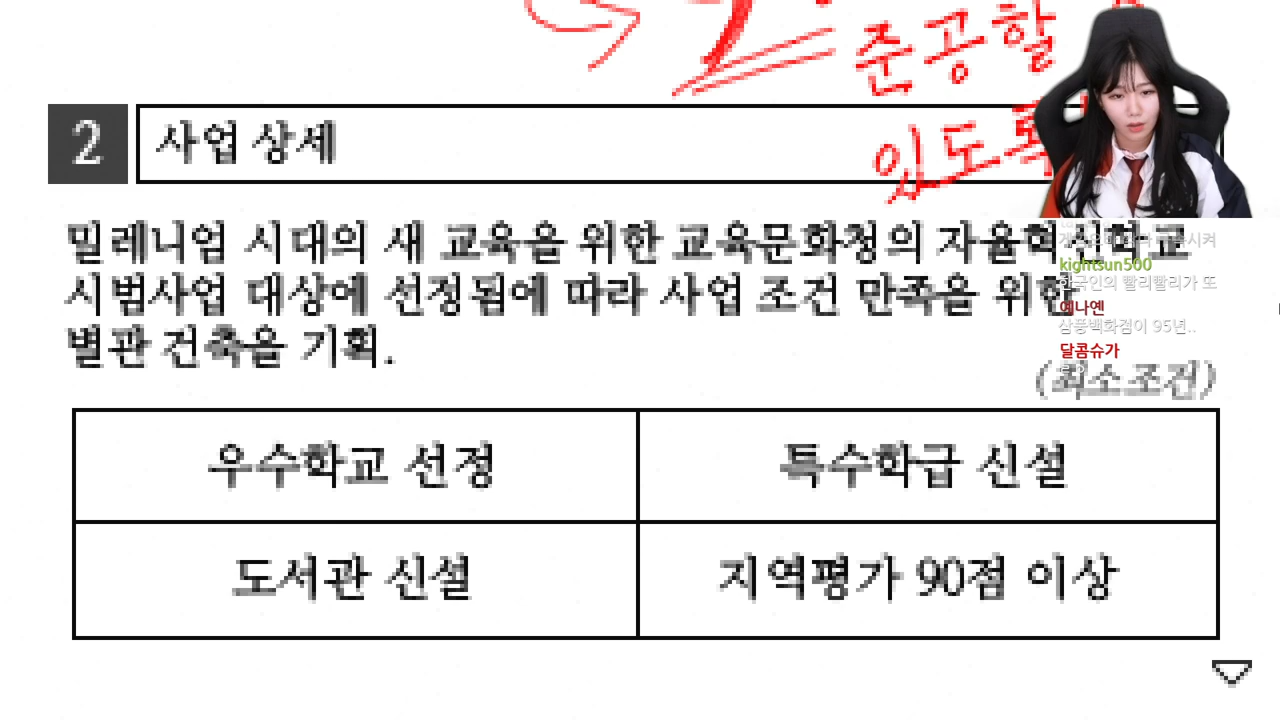 준공할
있도록
2 사업 상세
밀레니엄 시대의 새 교육을 위한 교육문화청의 자율혁신학교
시범사업 대상에 선정됨에 따라 사업 조건 만족을 위한
별관 건축을 기획.
kightsun500
한국인의 빨리빨리가 또
예나옌
삼풍백화점이 95년..
달콤슈가
(최소조건)
우수학교 선정 특수학급 신설
도서관 신설 지역평가 90점 이상